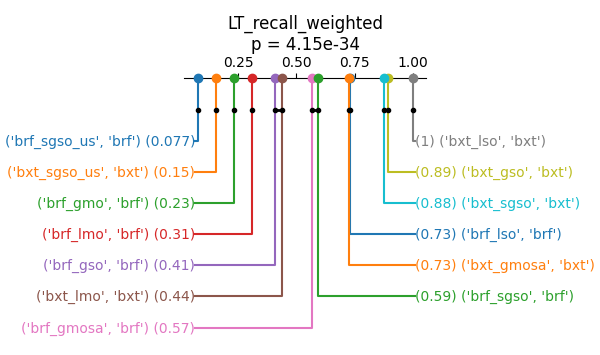 LT_recall_weighted
p = 4.15e-34
0.25 0.50 0.75 1.00
('brf_sgso_us', 'brf') (0.077)
(1) ('bxt_lso', 'bxt')
('bxt_sgso_us', 'bxt') (0.15)
(0.89) ('bxt_gso', 'bxt')
('brf_gmo', 'brf') (0.23)
(0.88) ('bxt_sgso', 'bxt')
('brf_lmo', 'brf') (0.31)
(0.73) ('brf_lso', 'brf')
('brf_gso', 'brf') (0.41)
(0.73) ('bxt_gmosa', 'bxt')
('bxt_lmo', 'bxt') (0.44)
(0.59) ('brf_sgso', 'brf')
('brf_gmosa', 'brf') (0.57)